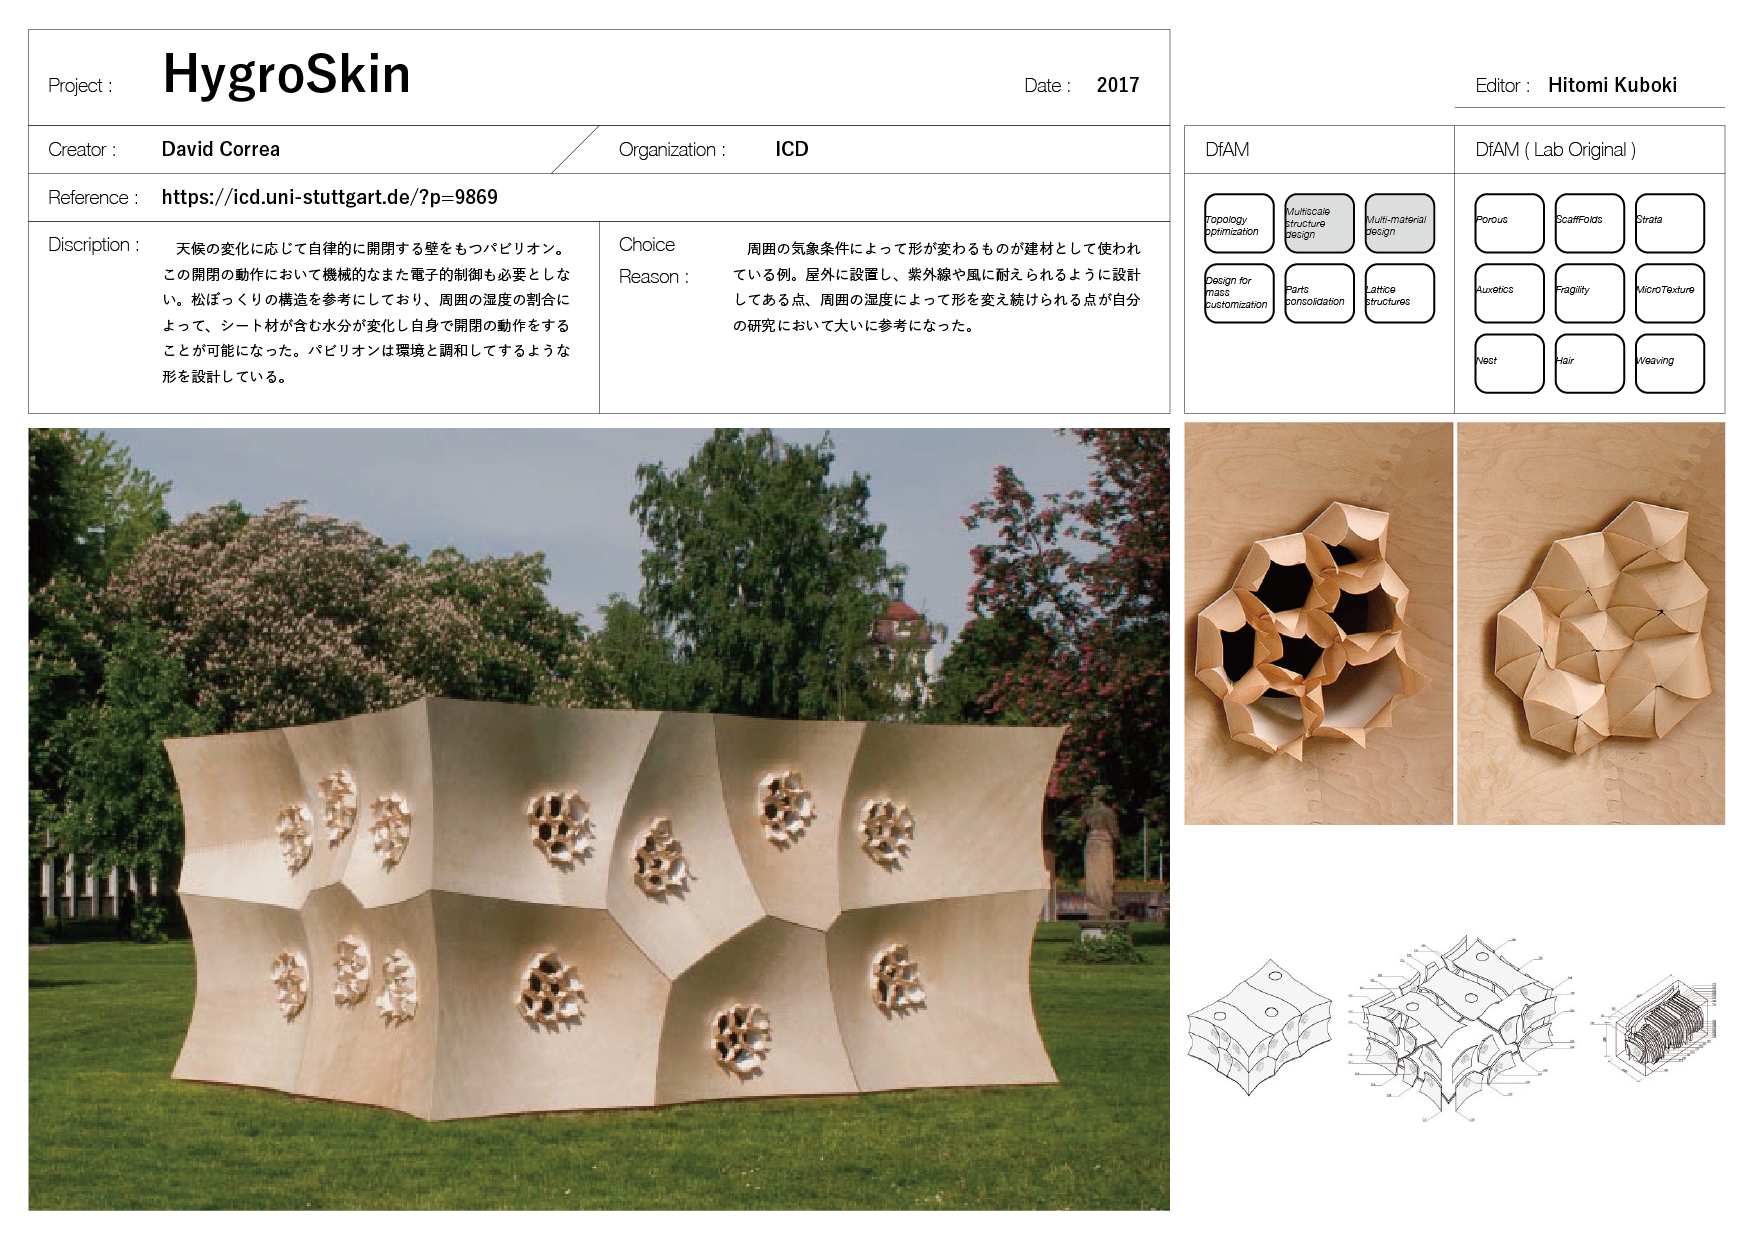 Project : HygroSkin Date : 2017
Editor : Hitomi Kuboki
Creator : David Correa Organization : ICD
Reference : https://icd.uni-stuttgart.de/?p=9869
Discription :
天候の変化に応じて自律的に開閉する壁をもつパビリオン。
この開閉の動作において機械的なまた電子的制御も必要としな
い。松ぼっくりの構造を参考にしており、周囲の湿度の割合に
よって、シート材が含む水分が変化し自身で開閉の動作をする
ことが可能になった。パビリオンは環境と調和してするような
形を設計している。
Choice
Reason :
周囲の気象条件によって形が変わるものが建材として使われ
ている例。屋外に設置し、紫外線や風に耐えられるように設計
してある点、周囲の湿度によって形を変え続けられる点が自分
の研究において大いに参考になった。
DfAM
Topology
optimization
Multiscale
structure
design
Multi-material
design
Design for
mass
customization
Parts
consolidation
Lattice
structures
DfAM ( Lab Original )
Porous
ScaffFolds
Strata
Auxetics
Fragility
MicroTexture
Nest
Hair
Weaving